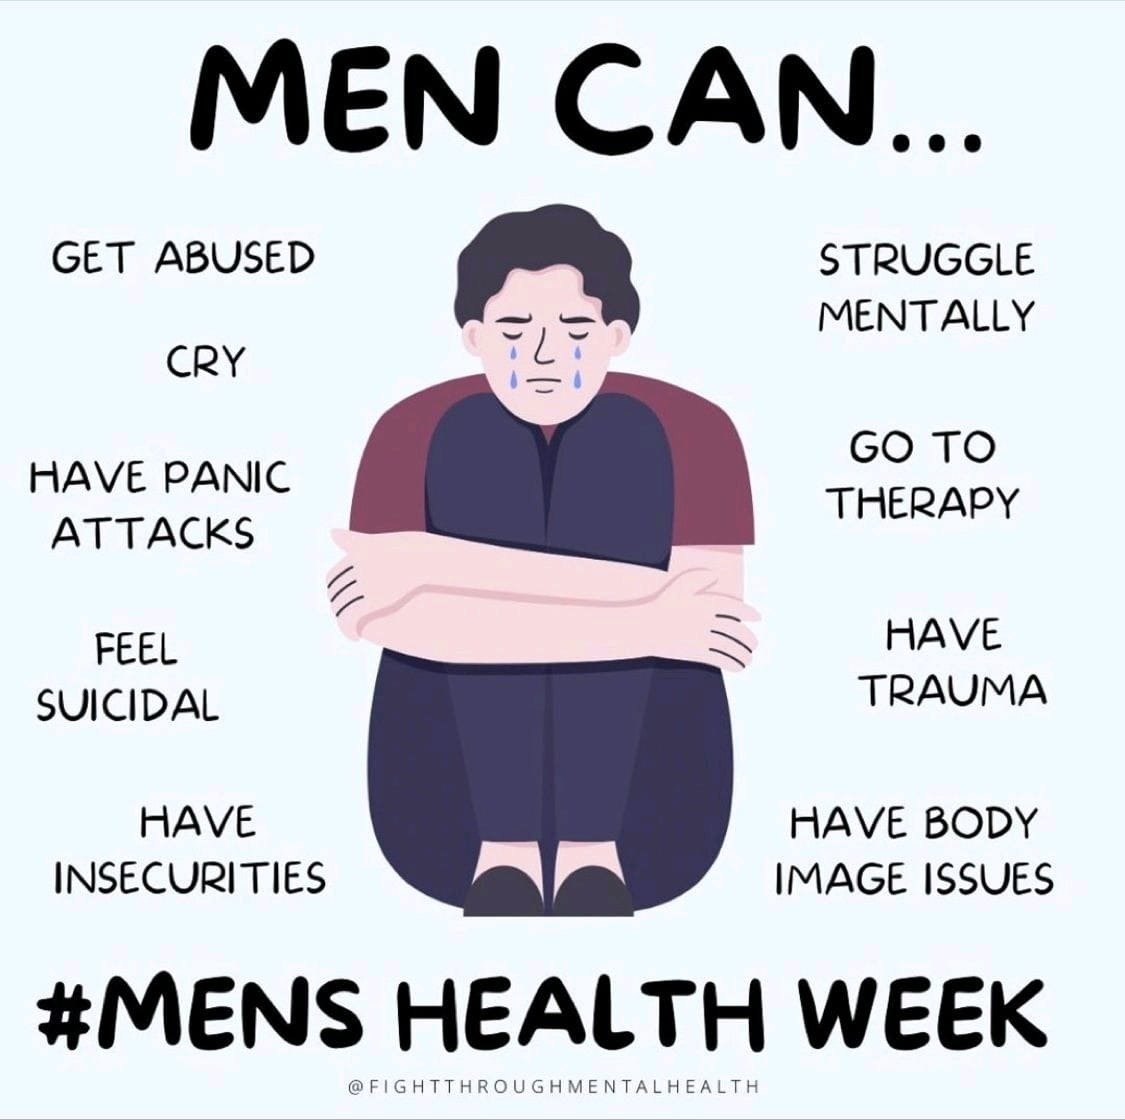 MEN CAN...
GET ABUSED
CRY
HAVE PANIC
ATTACKS
FEEL
SUICIDAL
HAVE
INSECURITIES
STRUGGLE
MENTALLY
GO TO
THERAPY
HAVE
TRAUMA
HAVE BODY
IMAGE ISSUES
#MENS HEALTH WEEK
@FIGHTTHROUGHMENTALHEALTH